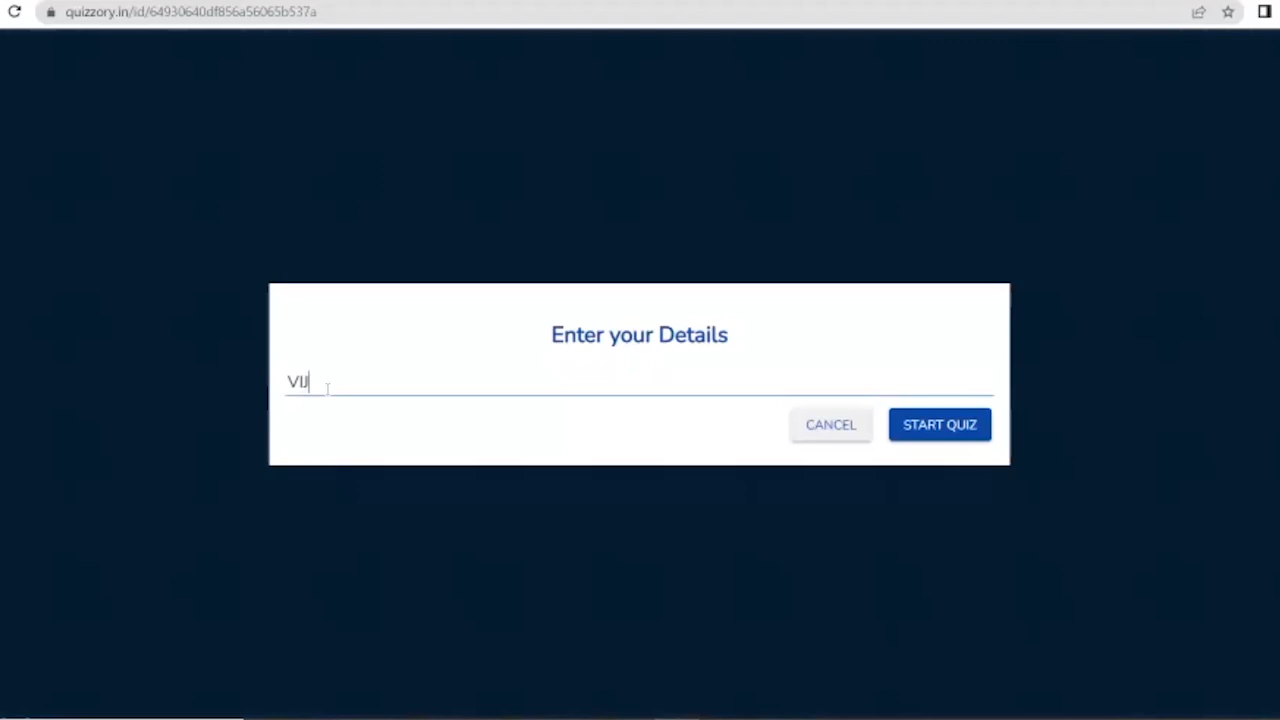 quizzory.in/id/64930640df856a56065b537a
Enter your Details
VIJ
CANCEL
START QUIZ